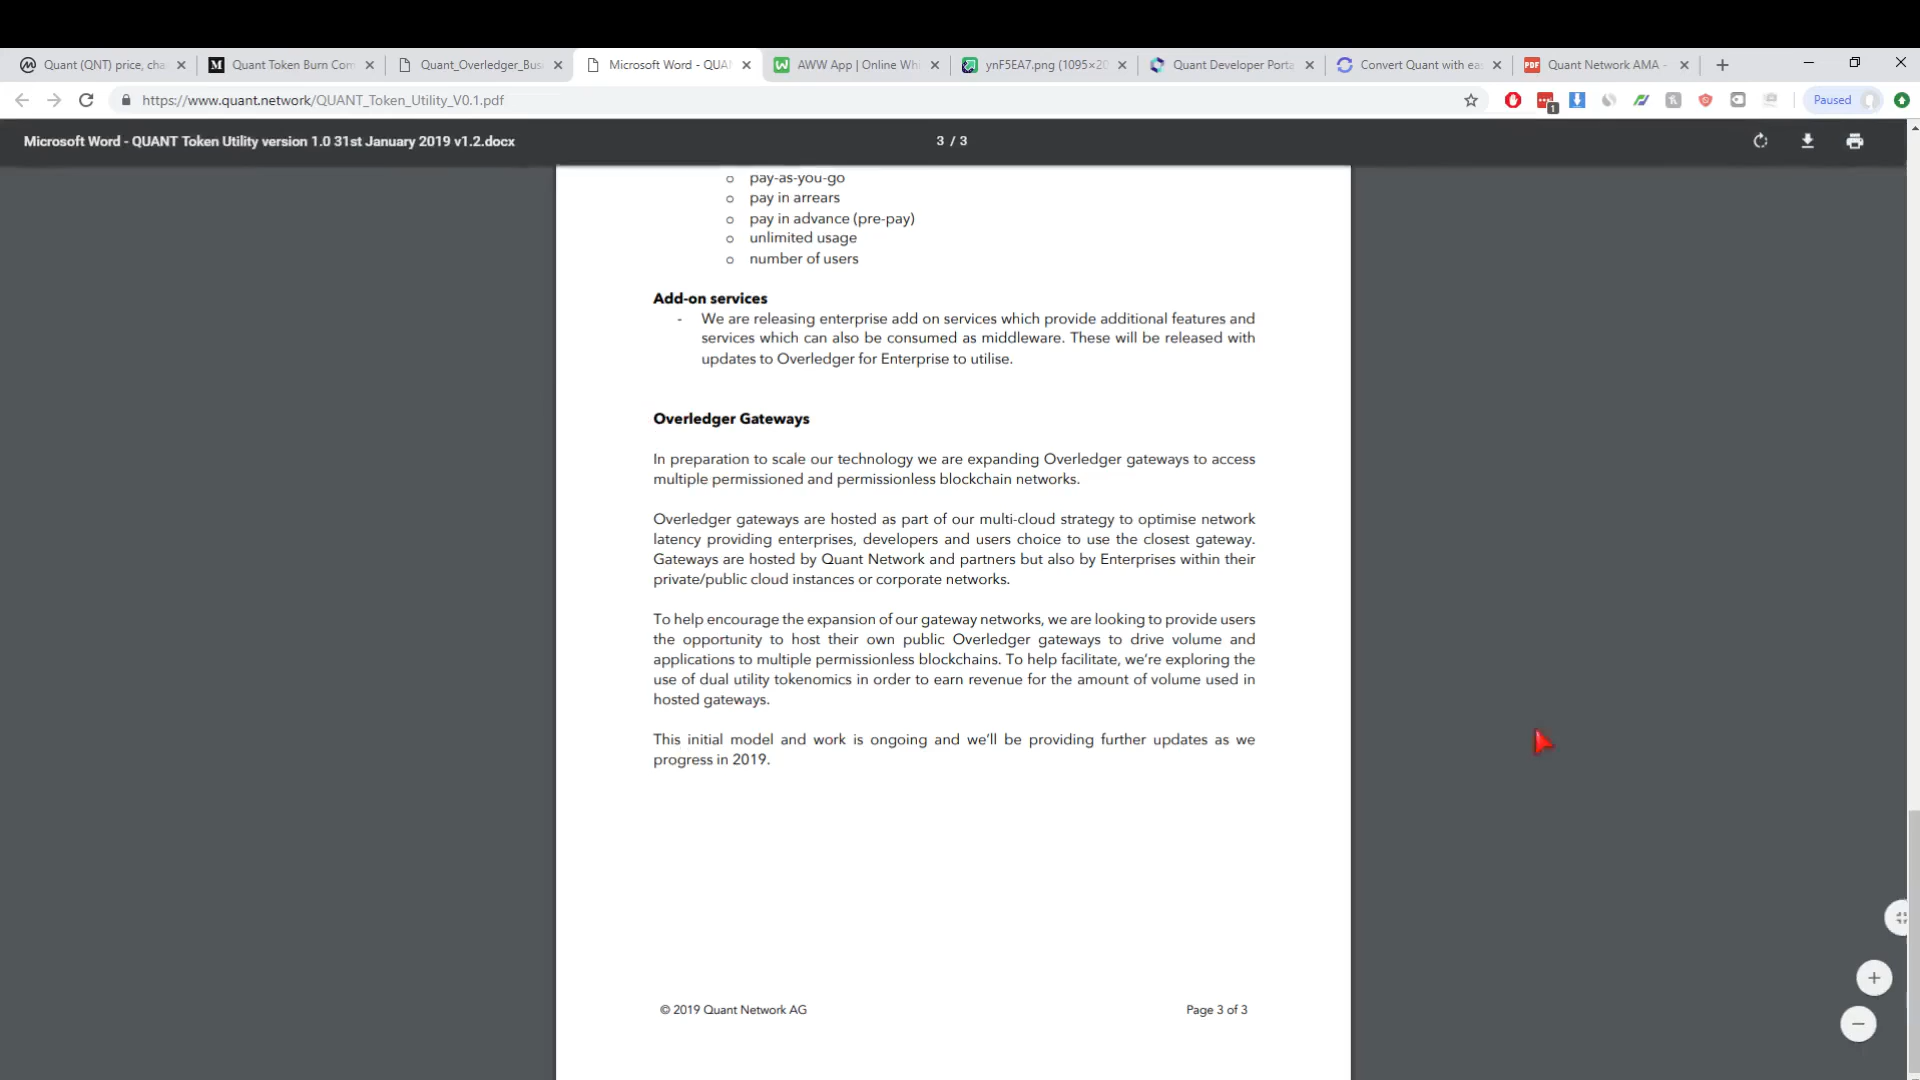 Quant (QNT) price, cha
Quant Token Burn Com
Quant_Overledger_Bus
Microsoft Word - QUA
AWW App | Online Whi
ynF5EA7.png (1095×20
Quant Developer Porta
Convert Quant with ea
Quant Network AMA -
https://www.quant.network/QUANT_Token_Utility_V0.1.pdf
1
Paused
Microsoft Word - QUANT Token Utility version 1.0 31st January 2019 v1.2.docx
3 / 3
o pay-as-you-go
o pay in arrears
o pay in advance (pre-pay)
o unlimited usage
o number of users
Add-on services
- We are releasing enterprise add on services which provide additional features and
services which can also be consumed as middleware. These will be released with
updates to Overledger for Enterprise to utilise.
Overledger Gateways
In preparation to scale our technology we are expanding Overledger gateways to access
multiple permissioned and permissionless blockchain networks.
Overledger gateways are hosted as part of our multi-cloud strategy to optimise network
latency providing enterprises, developers and users choice to use the closest gateway.
Gateways are hosted by Quant Network and partners but also by Enterprises within their
private/public cloud instances or corporate networks.
To help encourage the expansion of our gateway networks, we are looking to provide users
the opportunity to host their own public Overledger gateways to drive volume and
applications to multiple permissionless blockchains. To help facilitate, we're exploring the
use of dual utility tokenomics in order to earn revenue for the amount of volume used in
hosted gateways.
This initial model and work is ongoing and we'll be providing further updates as we
progress in 2019.
© 2019 Quant Network AG
Page 3 of 3